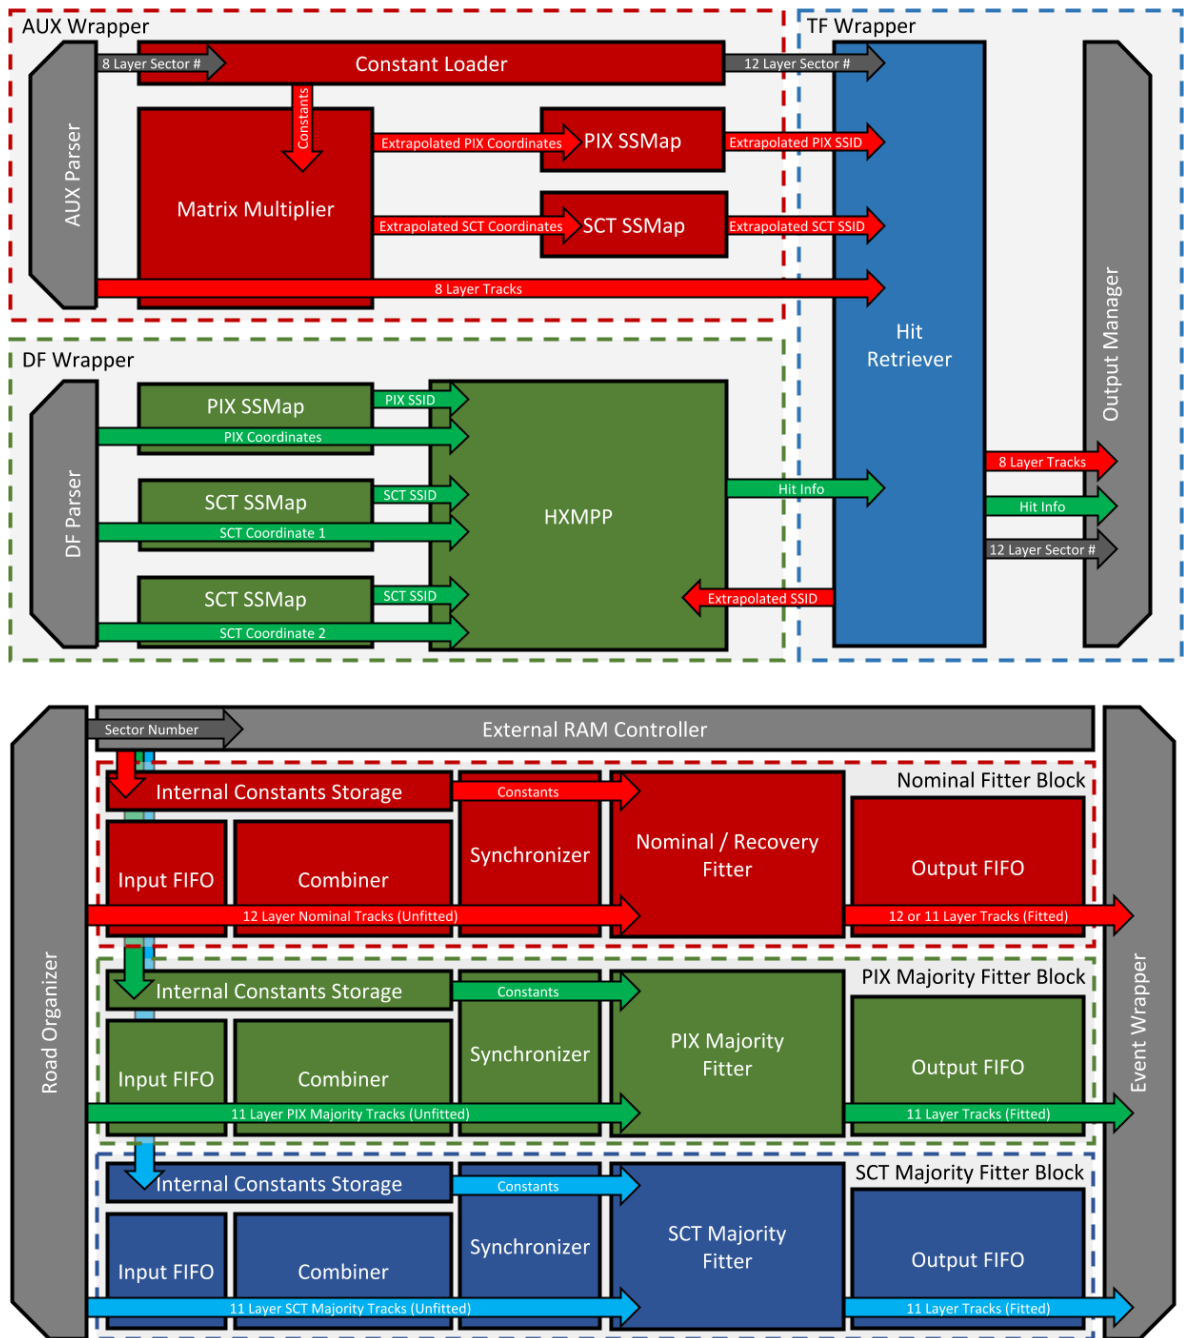 AUX Wrapper
TF Wrapper
AUX Parser
8 Layer Sector #
Constant Loader
12 Layer Sector #
Constants
Matrix Multiplier
Extrapolated PIX Coordinates
PIX SSMap
Extrapolated PIX SSID
Extrapolated SCT Coordinates
SCT SSMap
Extrapolated SCT SSID
8 Layer Tracks
Hit
Retriever
Output Manager
DF Wrapper
DF Parser
PIX SSMap
PIX SSID
PIX Coordinates
SCT SSMap
SCT SSID
SCT Coordinate 1
SCT SSMap
SCT SSID
SCT Coordinate 2
HXMPP
Hit Info
Extrapolated SSID
8 Layer Tracks
Hit Info
12 Layer Sector #
Road Organizer
Sector Number
External RAM Controller
Event Wrapper
Nominal Fitter Block
Internal Constants Storage
Constants
Input FIFO
Combiner
Synchronizer
Nominal / Recovery
Fitter
Output FIFO
12 Layer Nominal Tracks (Unfitted)
12 or 11 Layer Tracks (Fitted)
PIX Majority Fitter Block
Internal Constants Storage
Constants
Input FIFO
Combiner
Synchronizer
PIX Majority
Fitter
Output FIFO
11 Layer PIX Majority Tracks (Unfitted)
11 Layer Tracks (Fitted)
SCT Majority Fitter Block
Internal Constants Storage
Constants
Input FIFO
Combiner
Synchronizer
SCT Majority
Fitter
Output FIFO
11 Layer SCT Majority Tracks (Unfitted)
11 Layer Tracks (Fitted)